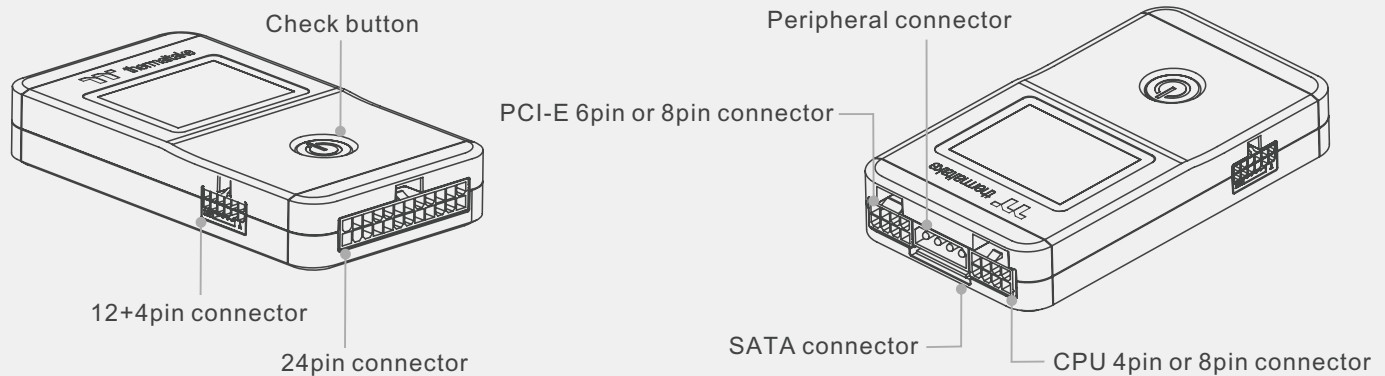 Check button
thermaltake
12+4pin connector
24pin connector
Peripheral connector
PCI-E 6pin or 8pin connector
thermaltake
SATA connector
CPU 4pin or 8pin connector